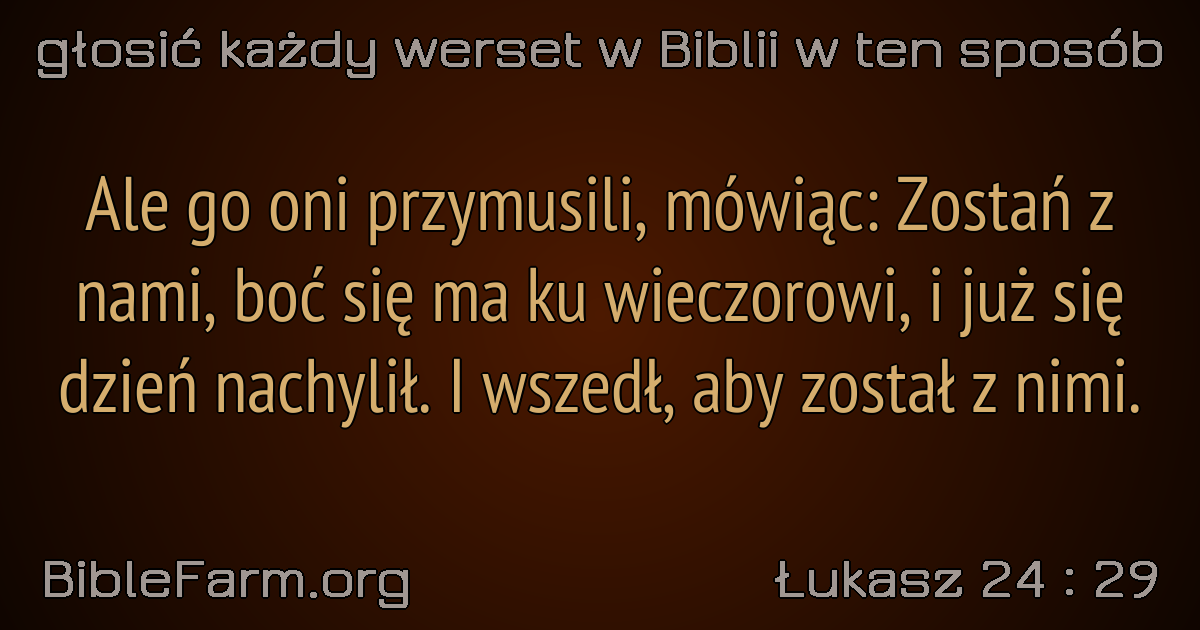 głosić każdy werset w Biblii w ten sposób
Ale go oni przymusili, mówiąc: Zostań z
nami, boć się ma ku wieczorowi, i już się
dzień nachylił. I wszedł, aby został z nimi.
BibleFarm.org
Łukasz 24 : 29